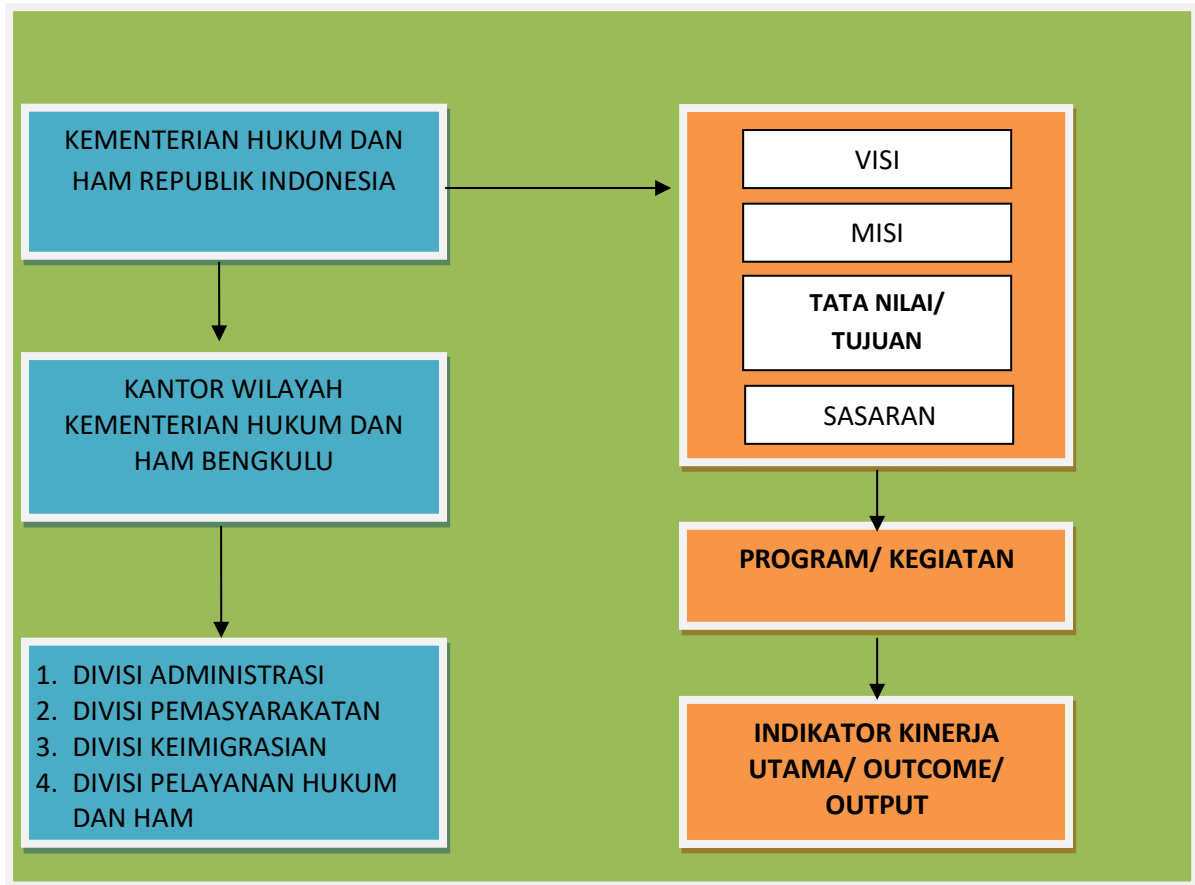 KEMENTERIAN HUKUM DAN
HAM REPUBLIK INDONESIA
KANTOR WILAYAH
KEMENTERIAN HUKUM DAN
HAM BENGKULU
1. DIVISI ADMINISTRASI
2. DIVISI PEMASYARAKATAN
3. DIVISI KEIMIGRASIAN
4. DIVISI PELAYANAN HUKUM
DAN HAM
VISI
MISI
TATA NILAI/
TUJUAN
SASARAN
PROGRAM/ KEGIATAN
INDIKATOR KINERJA
UTAMA/ OUTCOME/
OUTPUT